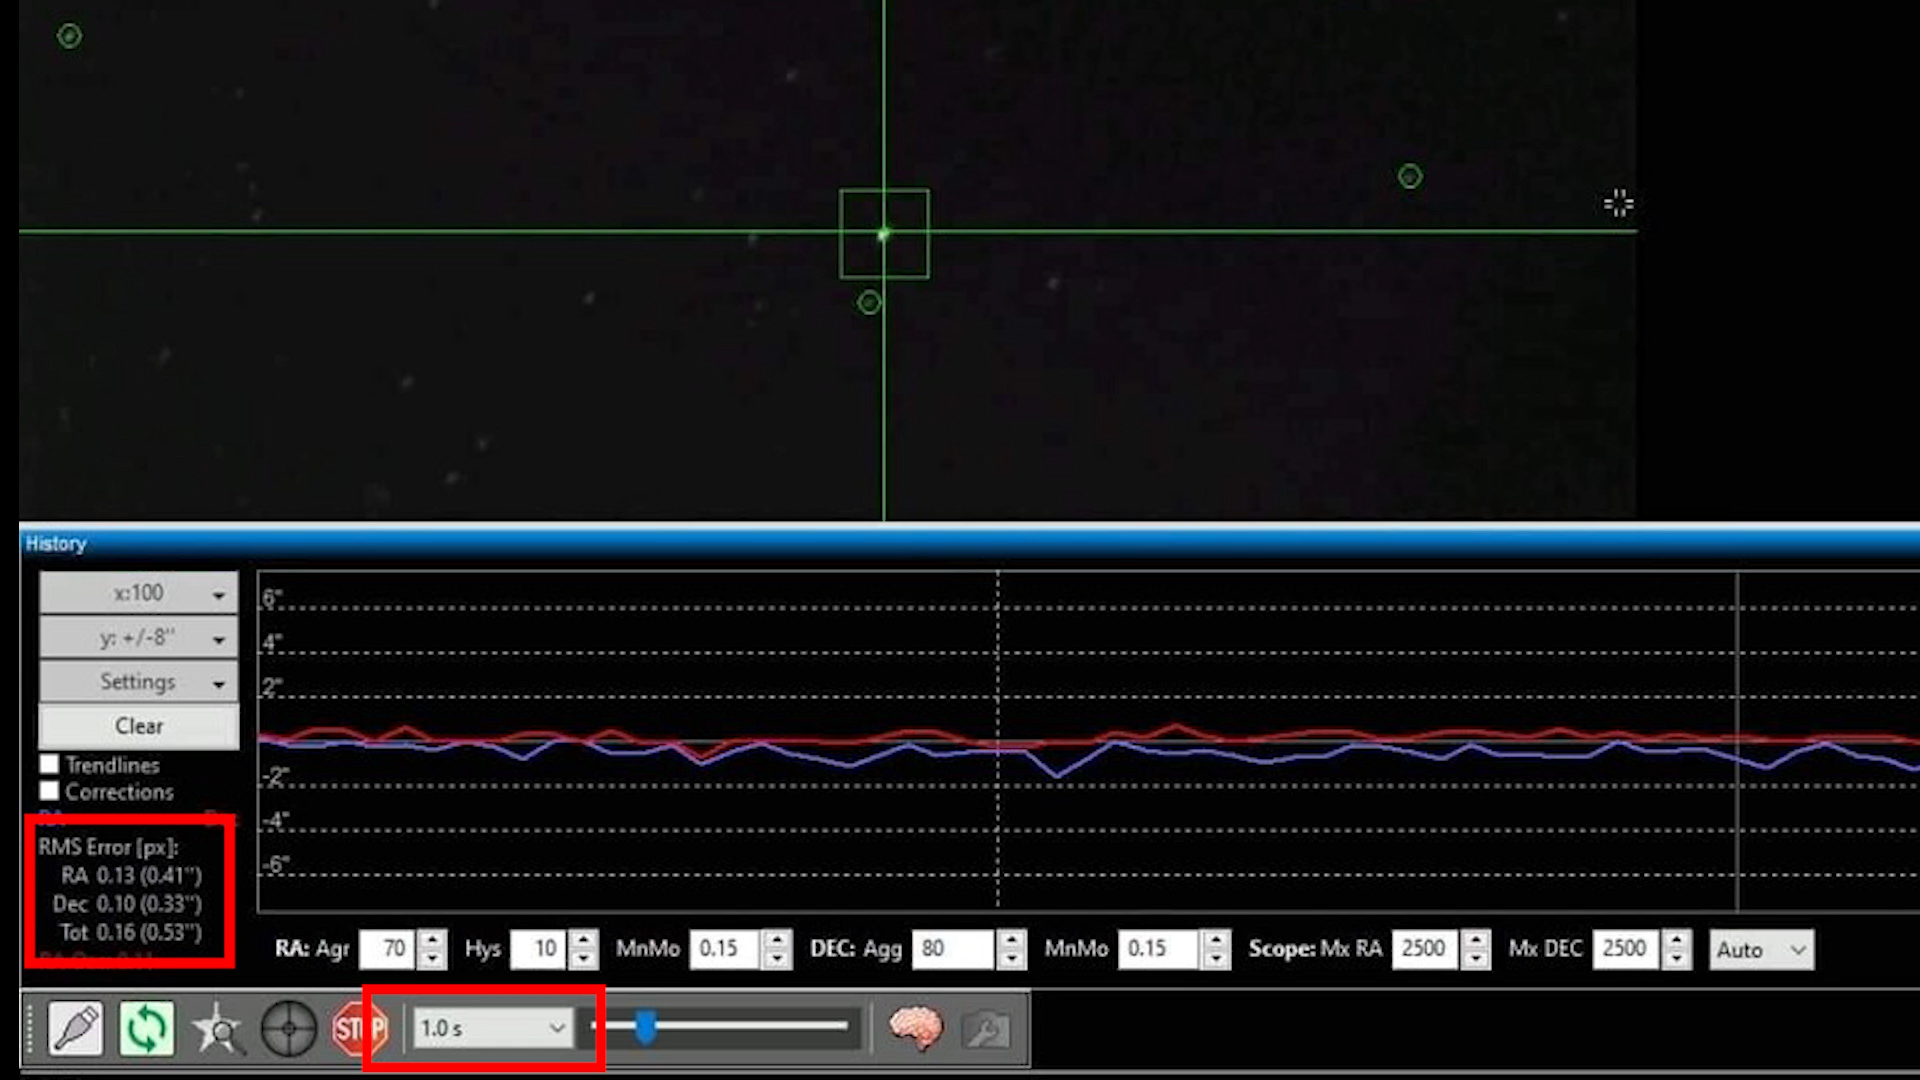 History
x:100
y: +/-8"
Settings
Clear
Trendlines
Corrections
RMS Error [px]:
RA 0.13 (0.41")
Dec 0.10 (0.33")
Tot 0.16 (0.53")
6"
4"
2"
-2"
-4"
-6"
RA: Agr 70 Hys 10 MnMo 0.15 DEC: Agg 80 MnMo 0.15 Scope: Mx RA 2500 Mx DEC 2500 Auto
STOP
1.0 s